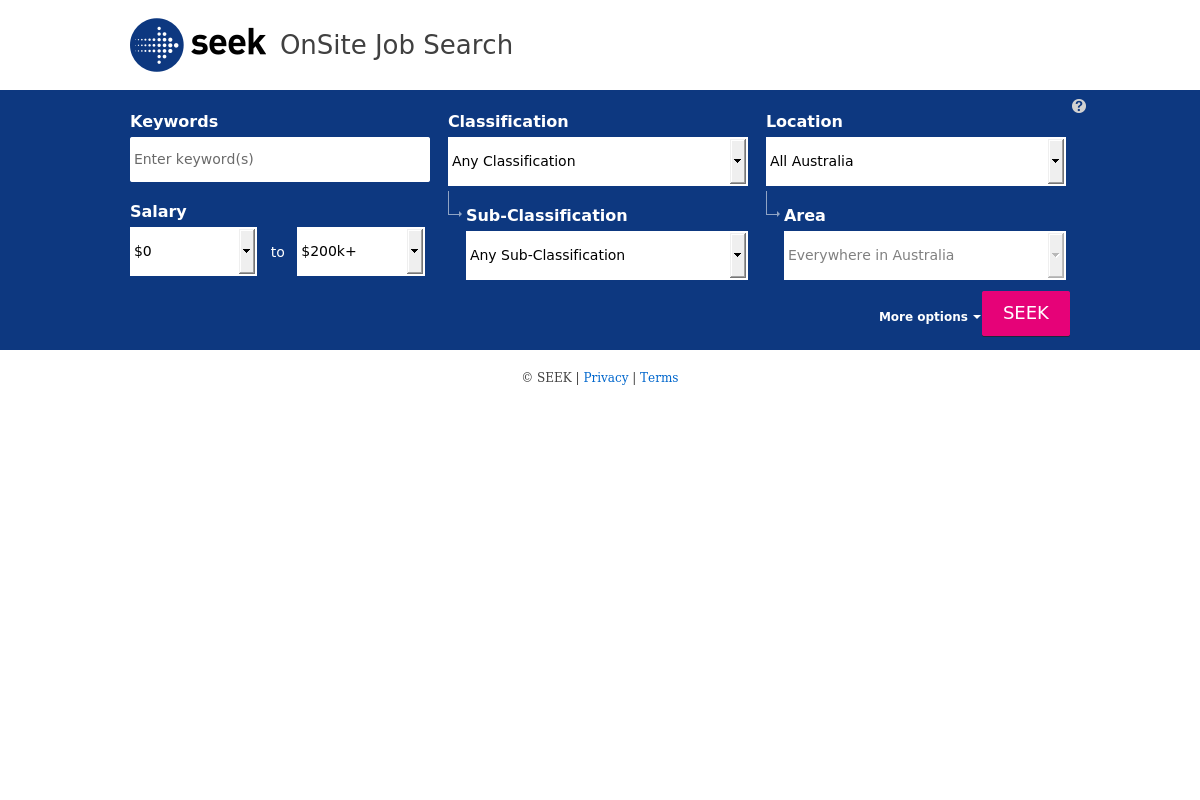 seek OnSite Job Search
?
Keywords
Enter keyword(s)
Classification
Any Classification
Location
All Australia
Salary
$0 to $200k+
Sub-Classification
Any Sub-Classification
Area
Everywhere in Australia
More options
SEEK
© SEEK | Privacy | Terms